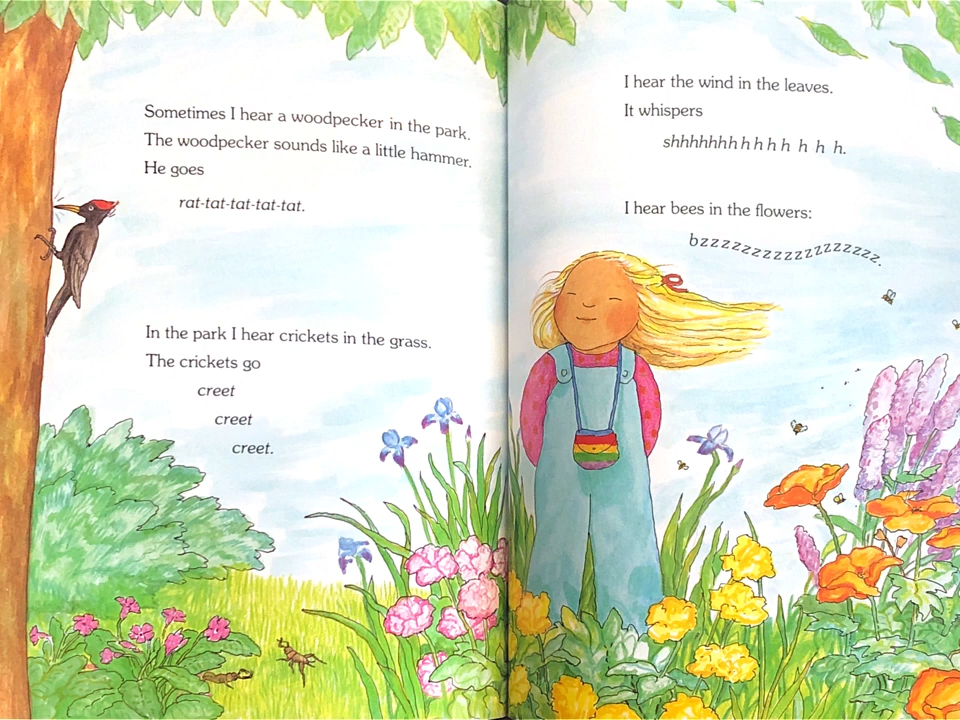 Sometimes I hear a woodpecker in the park.
The woodpecker sounds like a little hammer.
He goes
rat-tat-tat-tat-tat.
In the park I hear crickets in the grass.
The crickets go
creet
creet
creet.
I hear the wind in the leaves.
It whispers
shhhhhhh h h h h h h h.
I hear bees in the flowers:
bzzzzzzzzzzzzzzzzzzz.